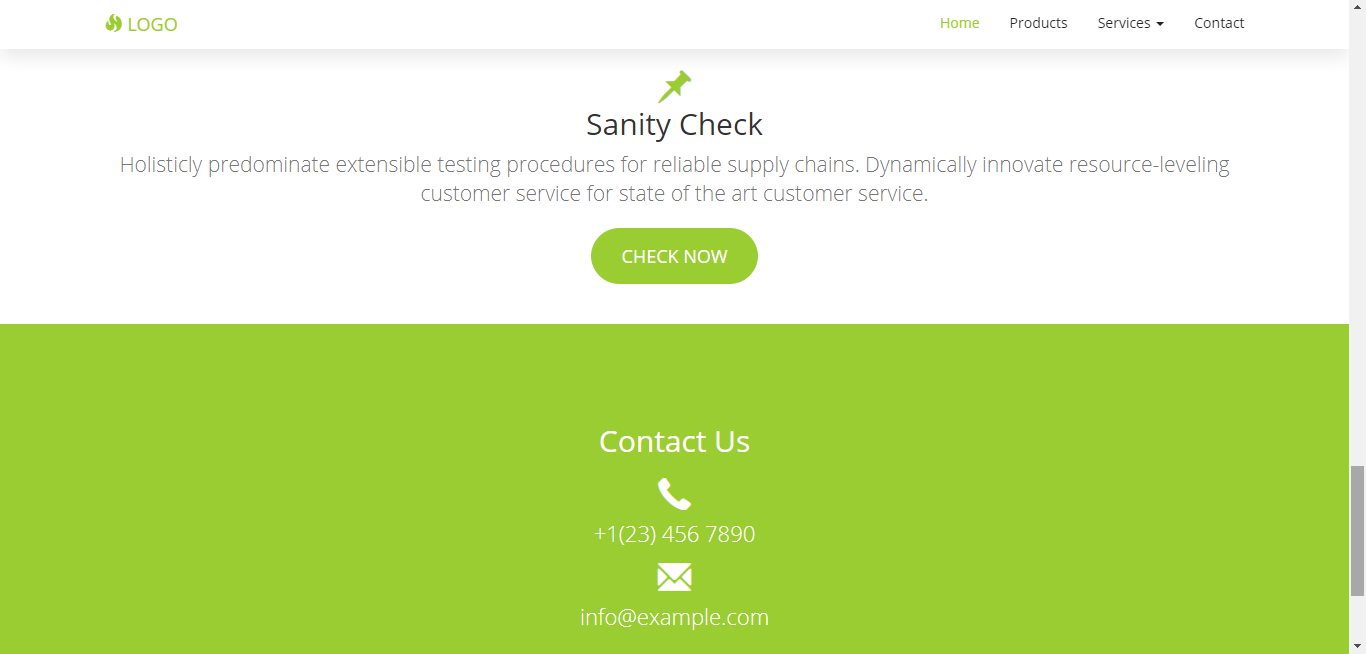 LOGO
Home
Products
Services
Contact
Sanity Check
Holisticly predominate extensible testing procedures for reliable supply chains. Dynamically innovate resource-leveling
customer service for state of the art customer service.
CHECK NOW
Contact Us
+1(23) 456 7890
info@example.com